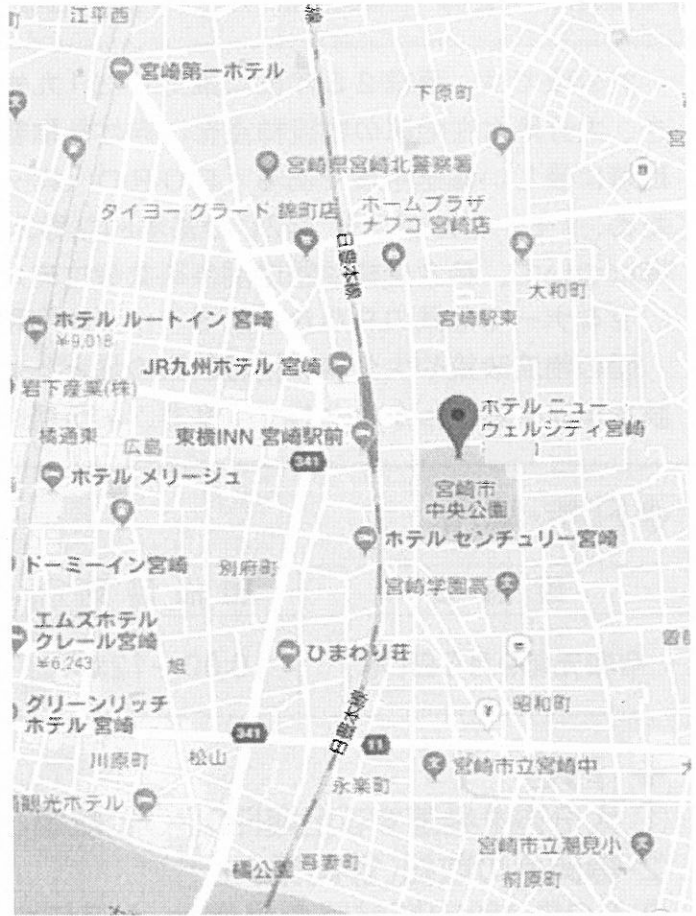 江平西
線
宮崎第一ホテル
下原町
宮
宮崎県宮崎北警察署
タイヨー グラード 錦町店
ホームプラザ
ナフコ 宮崎店
日豊本線
大和町
ホテル ルートイン 宮崎
¥9,018
宮崎駅東
JR九州ホテル 宮崎
岩下産業(株)
ホテル ニュー
ウェルシティ宮崎
橘通東
広島
東横INN 宮崎駅前
341
ホテル メリージュ
宮崎市
中央公園
ホテル センチュリー宮崎
ドーミーイン宮崎
別府町
宮崎学園高
エムズホテル
クレール宮崎
¥6,243
旭
ひまわり荘
曽
グリーンリッチ
ホテル 宮崎
昭和町
日豊本線
341
11
川原町
松山
宮崎市立宮崎中
永楽町
観光ホテル
橘公園
吾妻町
宮崎市立潮見小
前原町